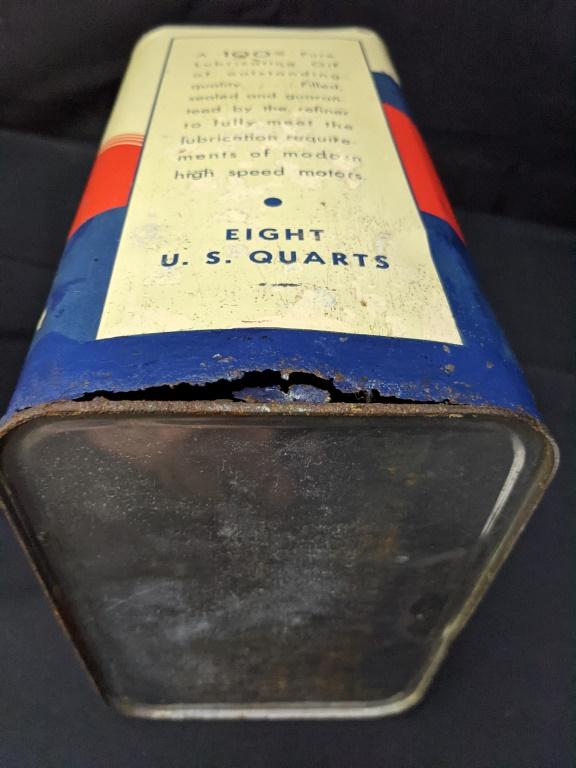 A 100% Pure
Lubricating Oil
of outstanding
quality. Filled,
sealed and guaran-
teed by the refiner
to fully meet the
lubrication require-
ments of modern
high speed motors.
EIGHT
U. S. QUARTS